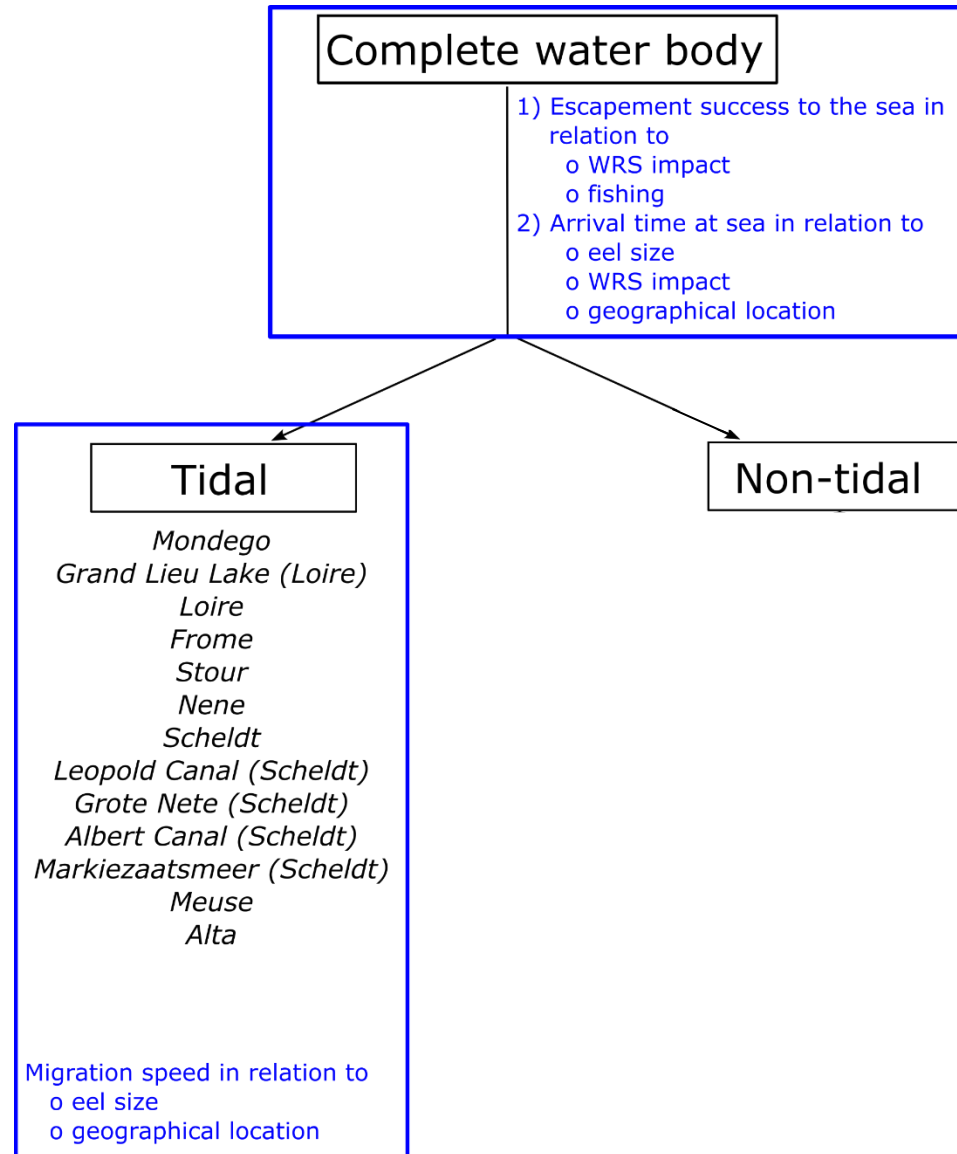 Complete water body
1) Escapement success to the sea in
relation to
o WRS impact
o fishing
2) Arrival time at sea in relation to
o eel size
o WRS impact
o geographical location
Tidal
Mondego
Grand Lieu Lake (Loire)
Loire
Frome
Stour
Nene
Scheldt
Leopold Canal (Scheldt)
Grote Nete (Scheldt)
Albert Canal (Scheldt)
Markiezaatsmeer (Scheldt)
Meuse
Alta
Migration speed in relation to
o eel size
o geographical location
Non-tidal